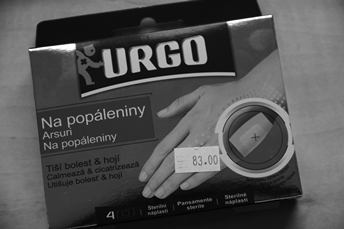 URGO
Na popáleniny
Arsuri
Na popáleniny
Tiší bolest & hojí
Calmează & cicatrizează
Utišuje bolesť & hojí
83.00
4
Sterilní náplasti
Pansamente sterile
Sterilné náplasti